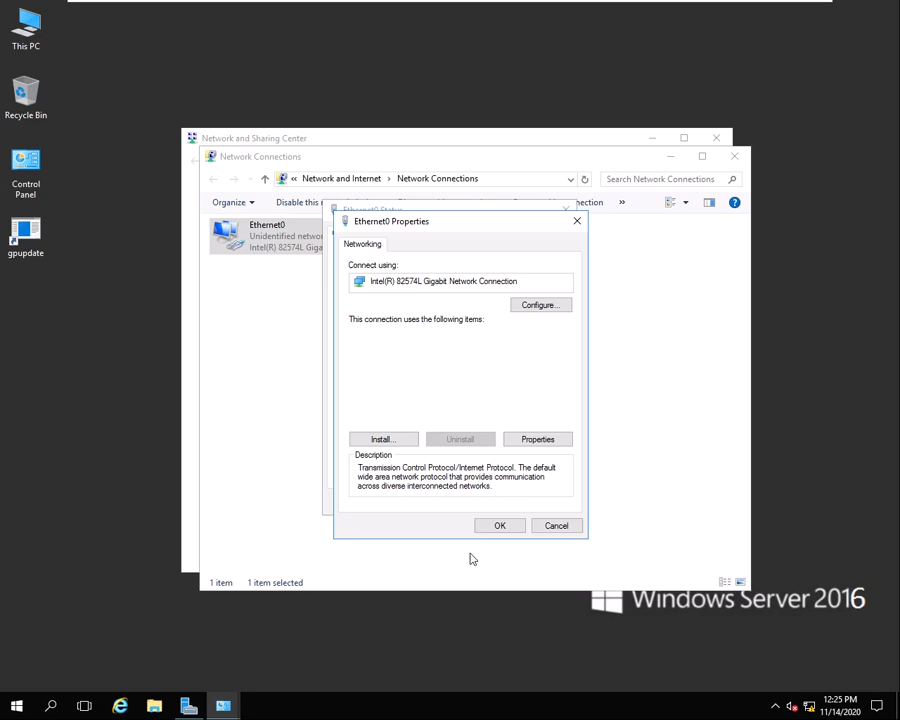 This PC
Recycle Bin
Control
Panel
gpupdate
Network and Sharing Center
Network Connections
« Network and Internet › Network Connections
Search Network Connections
Organize
Disable this
»
Ethernet0
Unidentified
Intel(R) 82574L
Ethernet0 Properties
Networking
Connect using:
Intel(R) 82574L Gigabit Network Connection
Configure...
This connection uses the following items:
Install...
Uninstall
Properties
Description
Transmission Control Protocol/Internet Protocol. The default
wide area network protocol that provides communication
across diverse interconnected networks.
OK
Cancel
1 item
1 item selected
Windows Server 2016
12:25 PM
11/14/2020